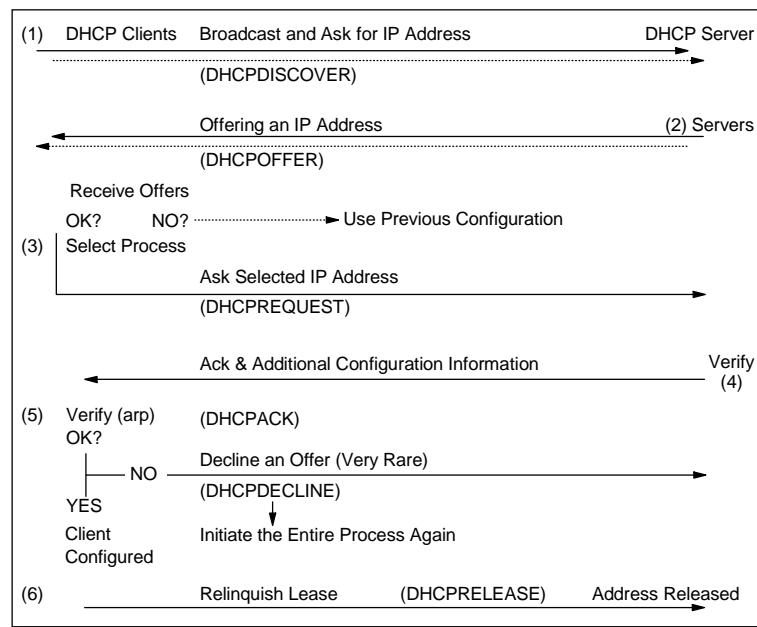 (1) DHCP Clients Broadcast and Ask for IP Address DHCP Server
(DHCPDISCOVER)
Offering an IP Address (2) Servers
(DHCPOFFER)
Receive Offers
OK? NO? Use Previous Configuration
(3) Select Process
Ask Selected IP Address
(DHCPREQUEST)
Ack & Additional Configuration Information Verify
(4)
(5) Verify (arp) (DHCPACK)
OK?
Decline an Offer (Very Rare)
NO
(DHCPDECLINE)
YES
Client Initiate the Entire Process Again
Configured
(6) Relinquish Lease (DHCPRELEASE) Address Released